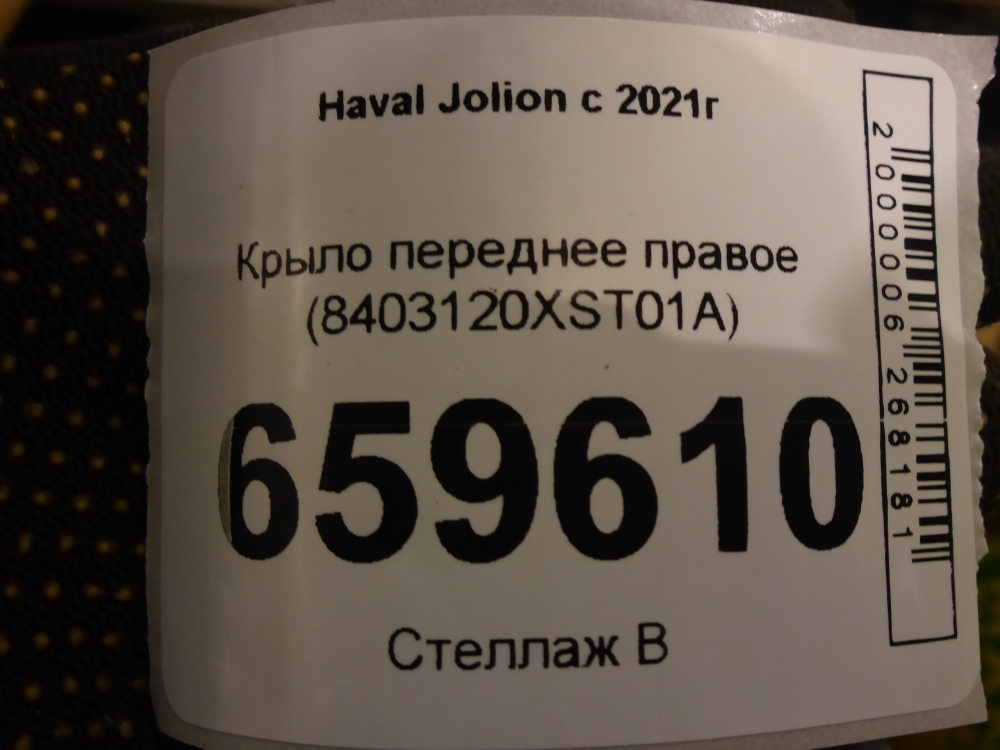 Haval Jolion с 2021г
Крыло переднее правое
(8403120XST01A)
659610
Стеллаж В
2000006268181